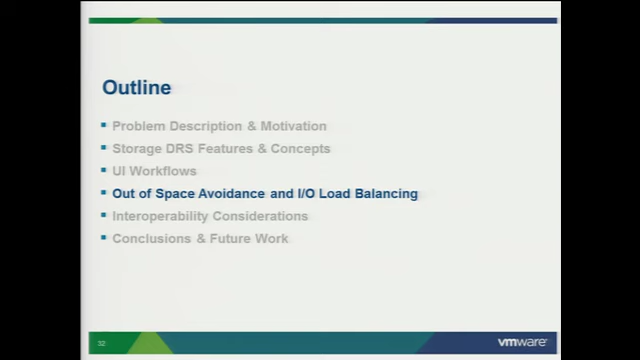 Outline
Problem Description & Motivation
Storage DRS Features & Concepts
UI Workflows
Out of Space Avoidance and I/O Load Balancing
Interoperability Considerations
Conclusions & Future Work
32
vmware